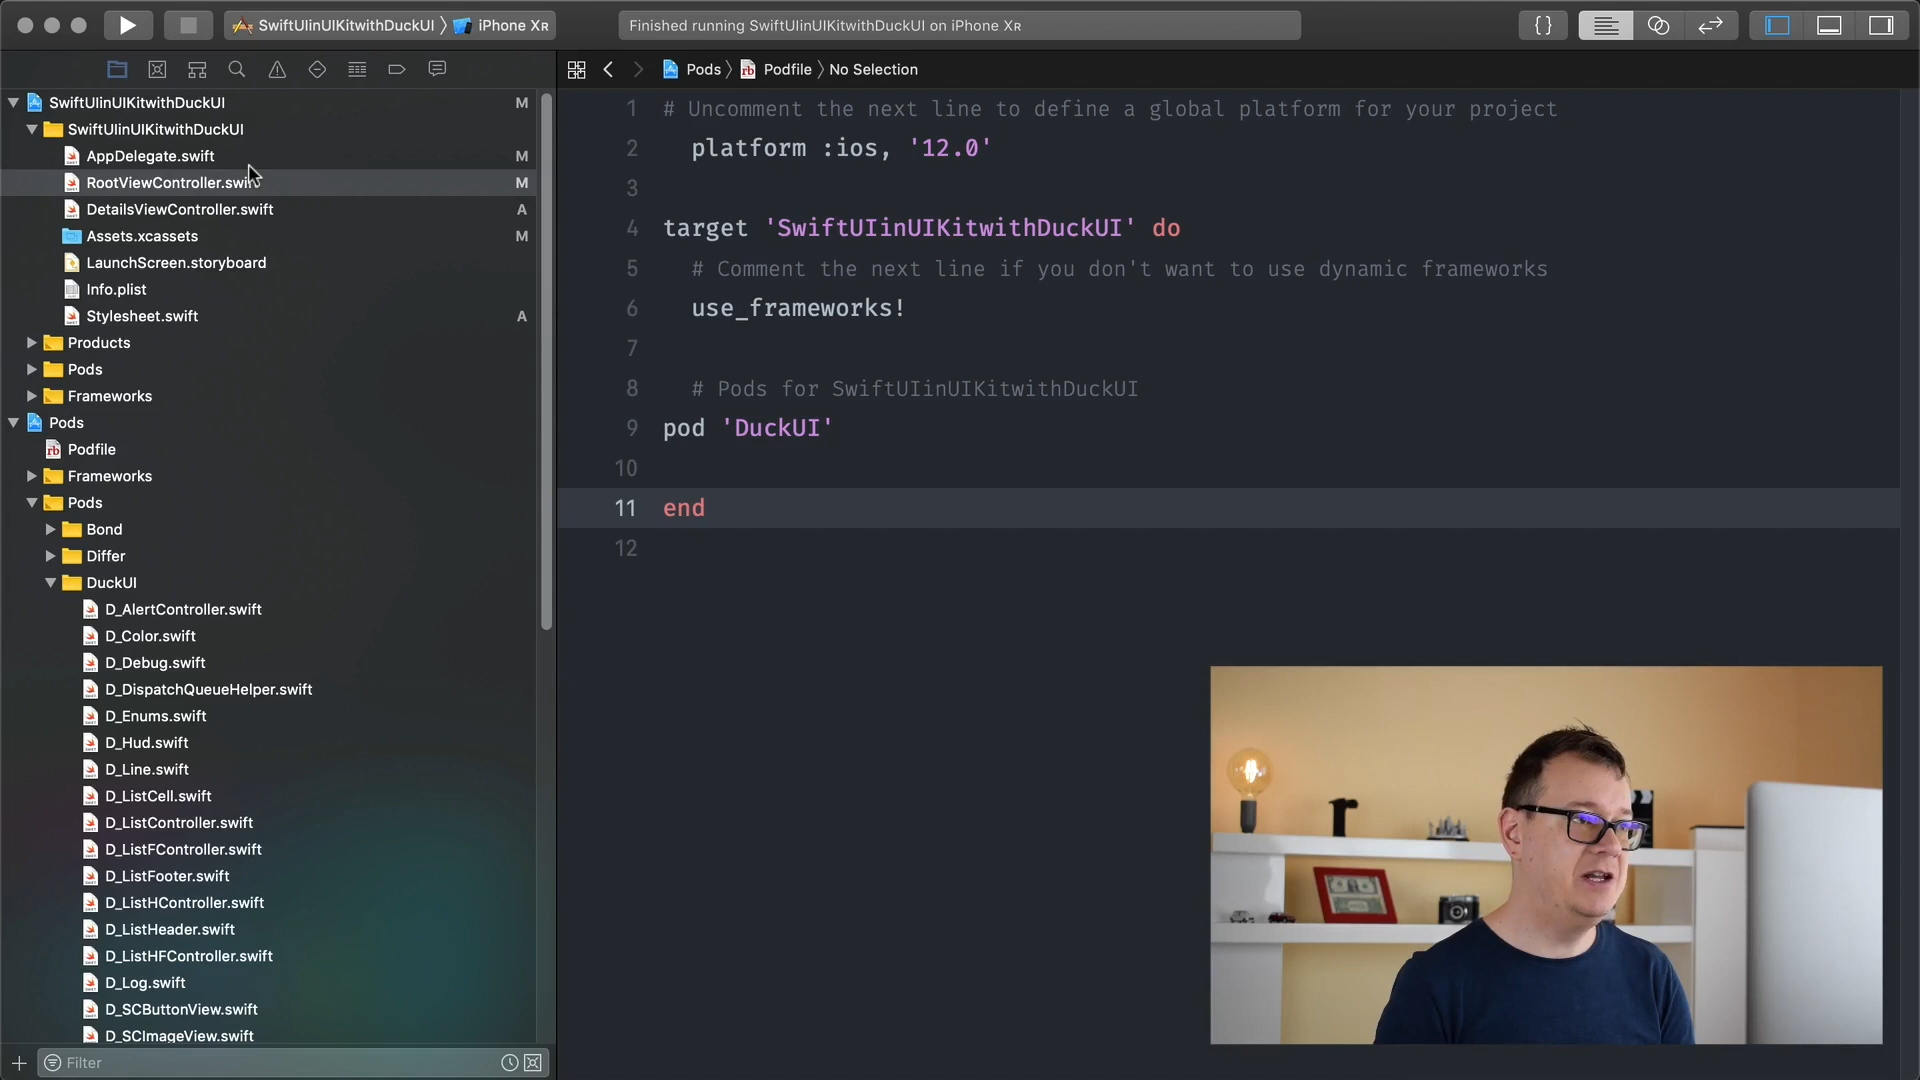 SwiftUIinUIKitwithDuckUI 〉 iPhone XR
Finished running SwiftUIinUIKitwithDuckUI on iPhone XR
{ }
Pods 〉 rb Podfile 〉 No Selection
SwiftUIinUIKitwithDuckUI M
SwiftUIinUIKitwithDuckUI
AppDelegate.swift M
RootViewController.swift M
DetailsViewController.swift A
Assets.xcassets M
LaunchScreen.storyboard
Info.plist
Stylesheet.swift A
Products
Pods
Frameworks
Pods
rb Podfile
Frameworks
Pods
Bond
Differ
DuckUI
D_AlertController.swift
D_Color.swift
D_Debug.swift
D_DispatchQueueHelper.swift
D_Enums.swift
D_Hud.swift
D_Line.swift
D_ListCell.swift
D_ListController.swift
D_ListFController.swift
D_ListFooter.swift
D_ListHController.swift
D_ListHeader.swift
D_ListHFController.swift
D_Log.swift
D_SCButtonView.swift
D_SCImageView.swift
Filter
1 # Uncomment the next line to define a global platform for your project
2 platform :ios, '12.0'
3
4 target 'SwiftUIinUIKitwithDuckUI' do
5 # Comment the next line if you don't want to use dynamic frameworks
6 use_frameworks!
7
8 # Pods for SwiftUIinUIKitwithDuckUI
9 pod 'DuckUI'
10
11 end
12